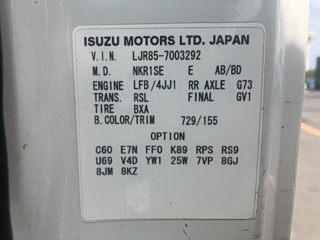 ISUZU MOTORS LTD. JAPAN
V.I.N. LJR85-7003292
M.D. NKR1SE E AB/BD
ENGINE LFB/4JJ1 RR AXLE G73
TRANS. RSL FINAL GV1
TIRE BXA
B.COLOR/TRIM 729/155
OPTION
C60 E7N FFO K89 RPS RS9
U69 V4D YW1 25W 7VP 8GJ
8JM 8KZ